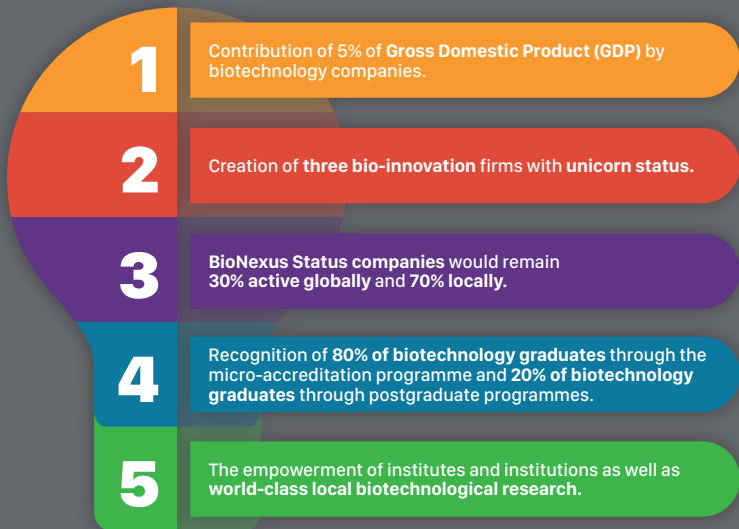 1
Contribution of 5% of Gross Domestic Product (GDP) by
biotechnology companies.
2
Creation of three bio-innovation firms with unicorn status.
3
BioNexus Status companies would remain
30% active globally and 70% locally.
4
Recognition of 80% of biotechnology graduates through the
micro-accreditation programme and 20% of biotechnology
graduates through postgraduate programmes.
5
The empowerment of institutes and institutions as well as
world-class local biotechnological research.